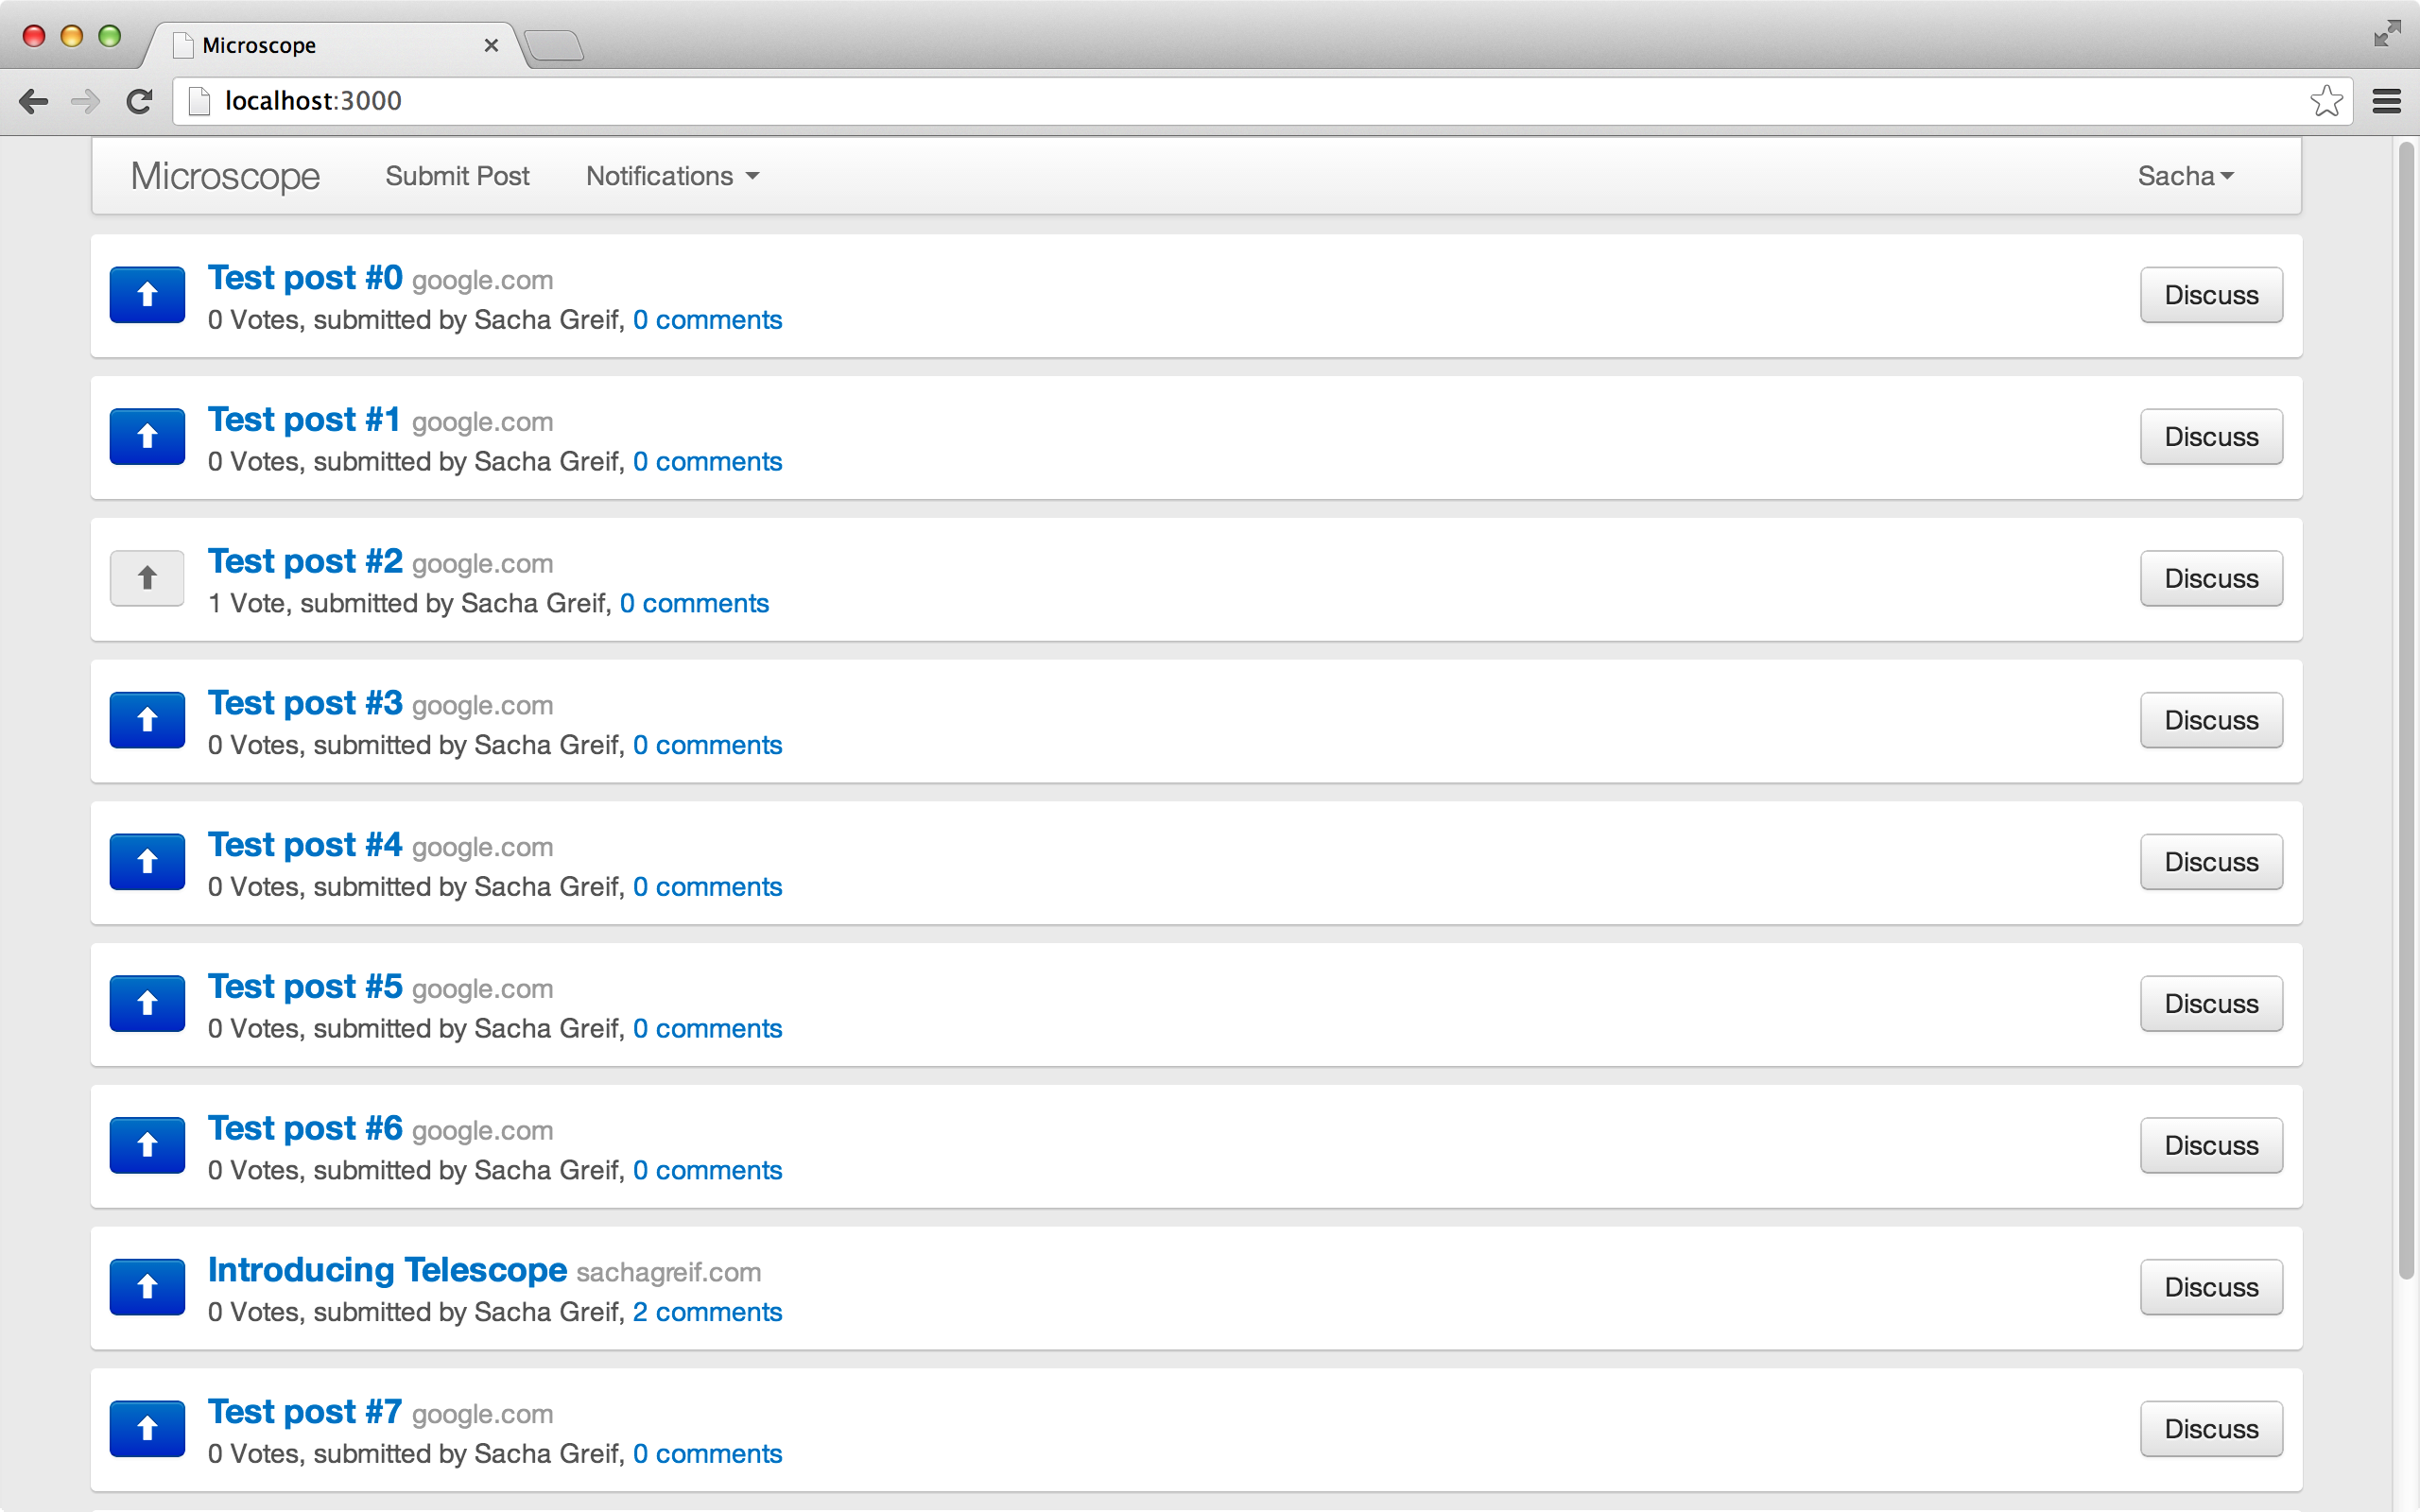 Microscope
localhost:3000
Microscope Submit Post Notifications Sacha
Test post #0 google.com
0 Votes, submitted by Sacha Greif, 0 comments
Discuss
Test post #1 google.com
0 Votes, submitted by Sacha Greif, 0 comments
Discuss
Test post #2 google.com
1 Vote, submitted by Sacha Greif, 0 comments
Discuss
Test post #3 google.com
0 Votes, submitted by Sacha Greif, 0 comments
Discuss
Test post #4 google.com
0 Votes, submitted by Sacha Greif, 0 comments
Discuss
Test post #5 google.com
0 Votes, submitted by Sacha Greif, 0 comments
Discuss
Test post #6 google.com
0 Votes, submitted by Sacha Greif, 0 comments
Discuss
Introducing Telescope sachagreif.com
0 Votes, submitted by Sacha Greif, 2 comments
Discuss
Test post #7 google.com
0 Votes, submitted by Sacha Greif, 0 comments
Discuss